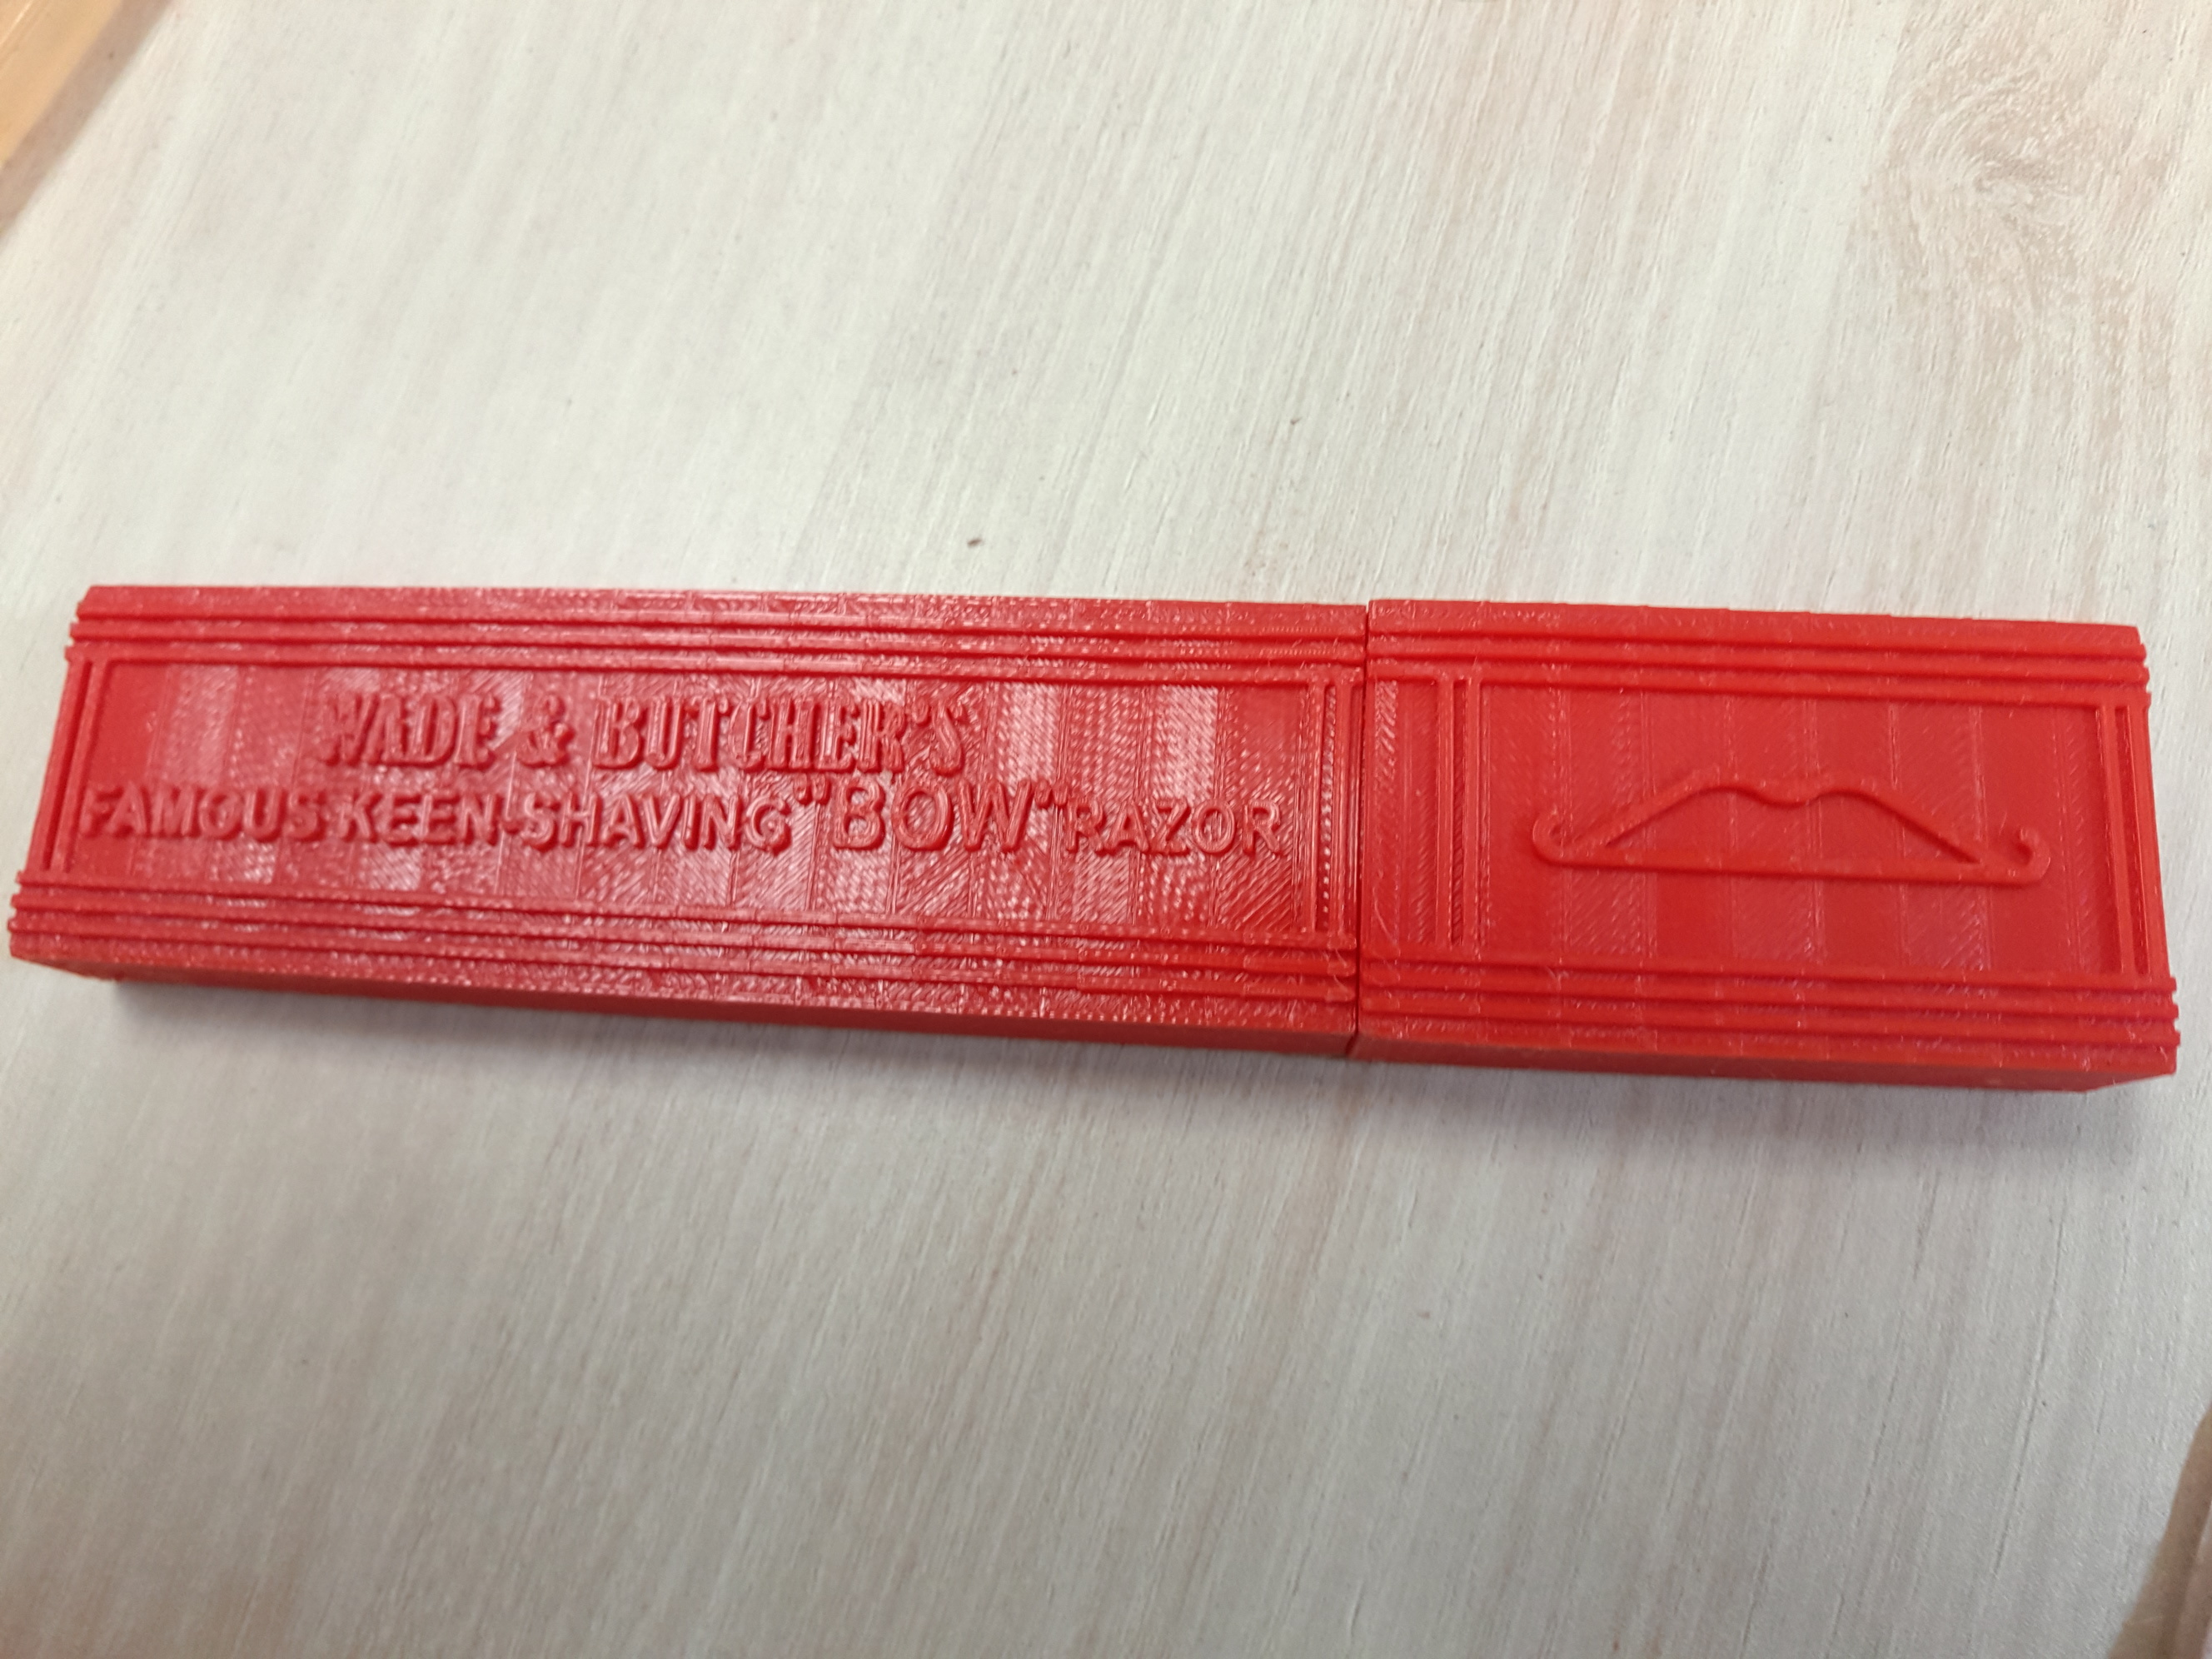 WADE & BUTCHER'S
FAMOUS KEEN-SHAVING "BOW" RAZOR